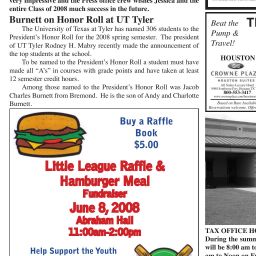 very impressive and the Press office crew wishes Jessica and the
entire Class of 2008 much success in the future.
Burnett on Honor Roll at UT Tyler
The University of Texas at Tyler has named 306 students to the
President's Honor Roll for the 2008 spring semester. The president
of UT Tyler Rodney H. Mabry recently made the announcement of
the top students at the school.
To be named to the President's Honor Roll a student must have
made all "A's" in courses with grade points and have taken at least
12 semester credit hours.
Among those named to the President's Honor Roll was Jacob
Charles Burnett from Bremond. He is the son of Andy and Charlotte
Burnett.
Buy a Raffle
Book
$5.00
Little League Raffle &
Hamburger Meal
Fundraiser
June 8, 2008
Abraham Hall
11:00am-2:00pm
Help Support the Youth
Beat the
Pump &
Travel!
HOUSTON
CROWNE PLAZ
HOUSTON SUITES
TAX OFFICE HO
During the summ
will be 8:00 am to
am to Noon on F